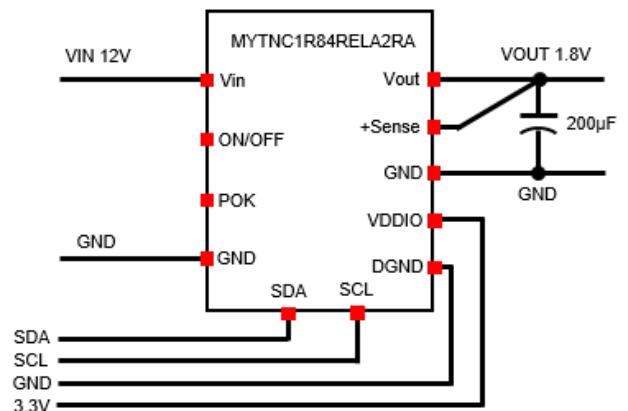 MYTNC1R84RELA2RA
VIN 12V
VOUT 1.8V
Vin
Vout
ON/OFF
+Sense
200µF
POK
GND
GND
VDDIO
GND
GND
DGND
SDA
SCL
SDA
SCL
GND
3.3V